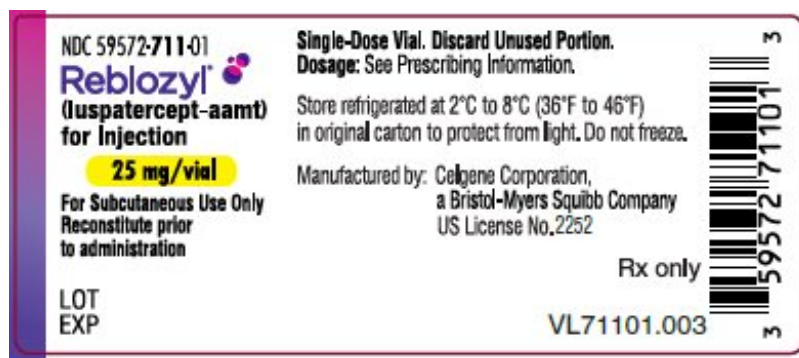 NDC 59572-711-01
Reblozyl®
(luspatercept-aamt)
for Injection
25 mg/vial
For Subcutaneous Use Only
Reconstitute prior
to administration
LOT
EXP
Single-Dose Vial. Discard Unused Portion.
Dosage: See Prescribing Information.
Store refrigerated at 2°C to 8°C (36°F to 46°F)
in original carton to protect from light. Do not freeze.
Manufactured by: Celgene Corporation,
a Bristol-Myers Squibb Company
US License No. 2252
Rx only
VL71101.003
3 59572 71101 3